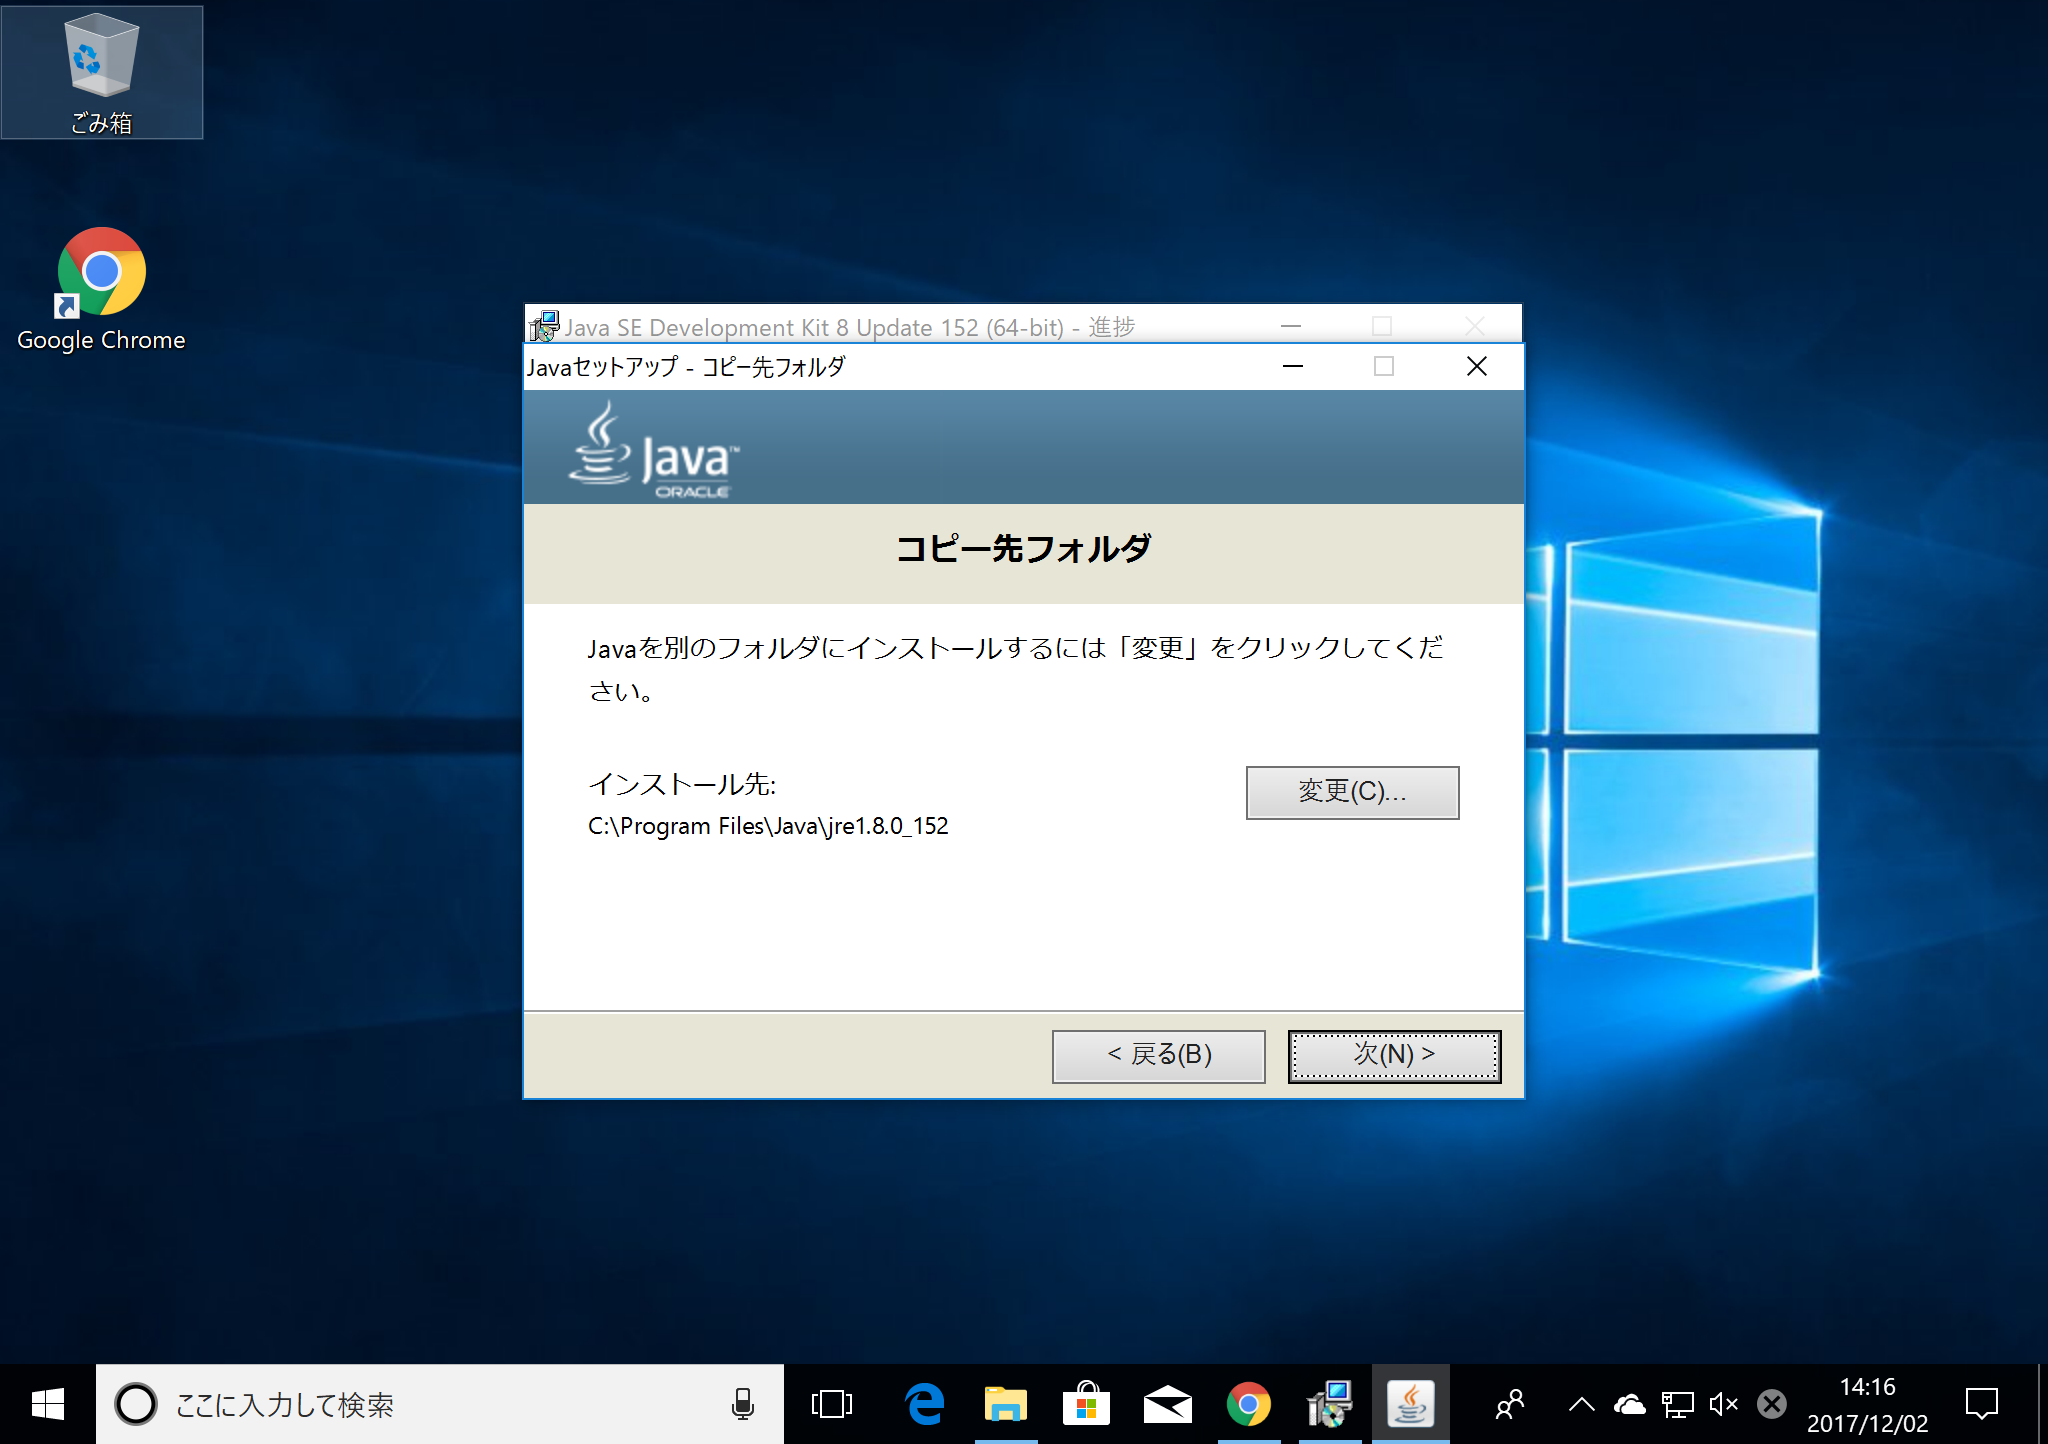 ごみ箱
Google Chrome
Java SE Development Kit 8 Update 152 (64-bit) - 進捗
Javaセットアップ - コピー先フォルダ
Java™
ORACLE
コピー先フォルダ
Javaを別のフォルダにインストールするには「変更」をクリックしてくだ
さい。
インストール先:
変更(C)...
C:\Program Files\Java\jre1.8.0_152
< 戻る(B)
次(N) >
ここに入力して検索
14:16
2017/12/02